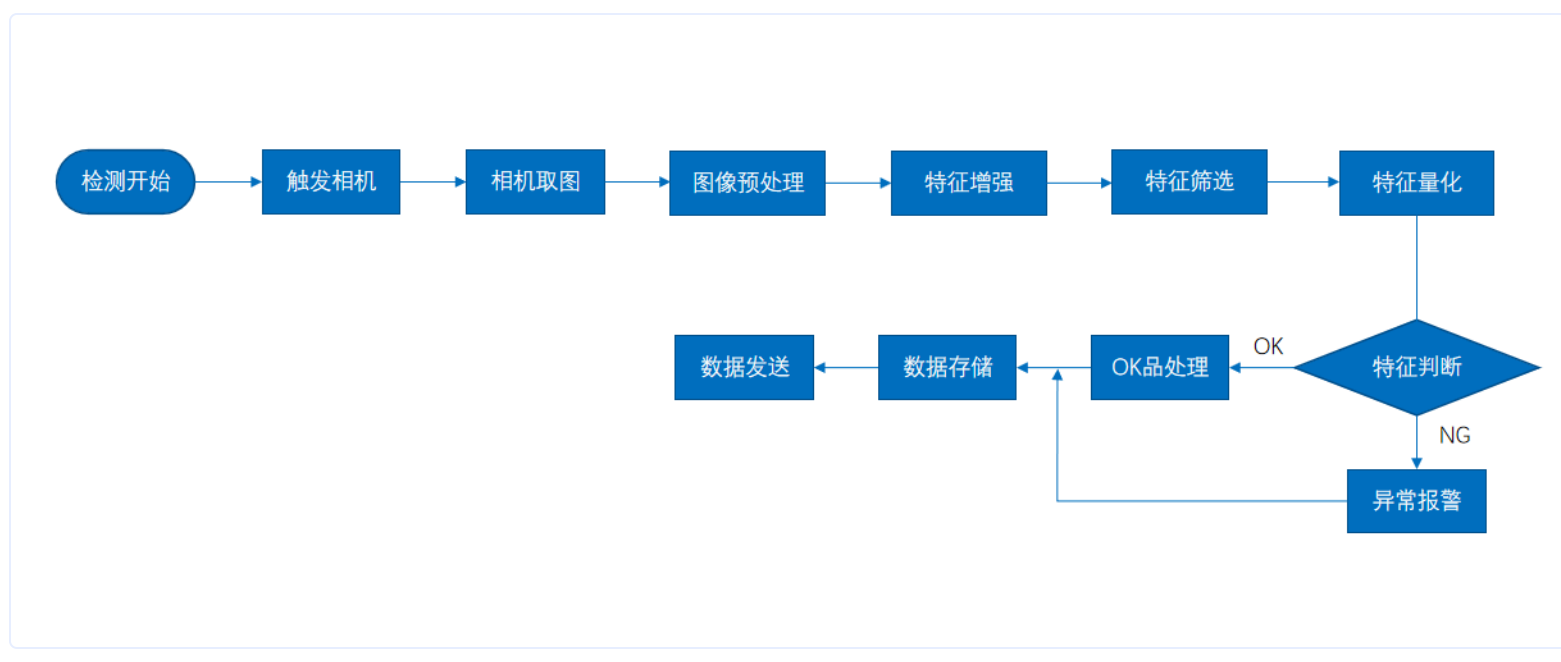 检测开始
触发相机
相机取图
图像预处理
特征增强
特征筛选
特征量化
特征判断
OK
OK品处理
数据存储
数据发送
NG
异常报警